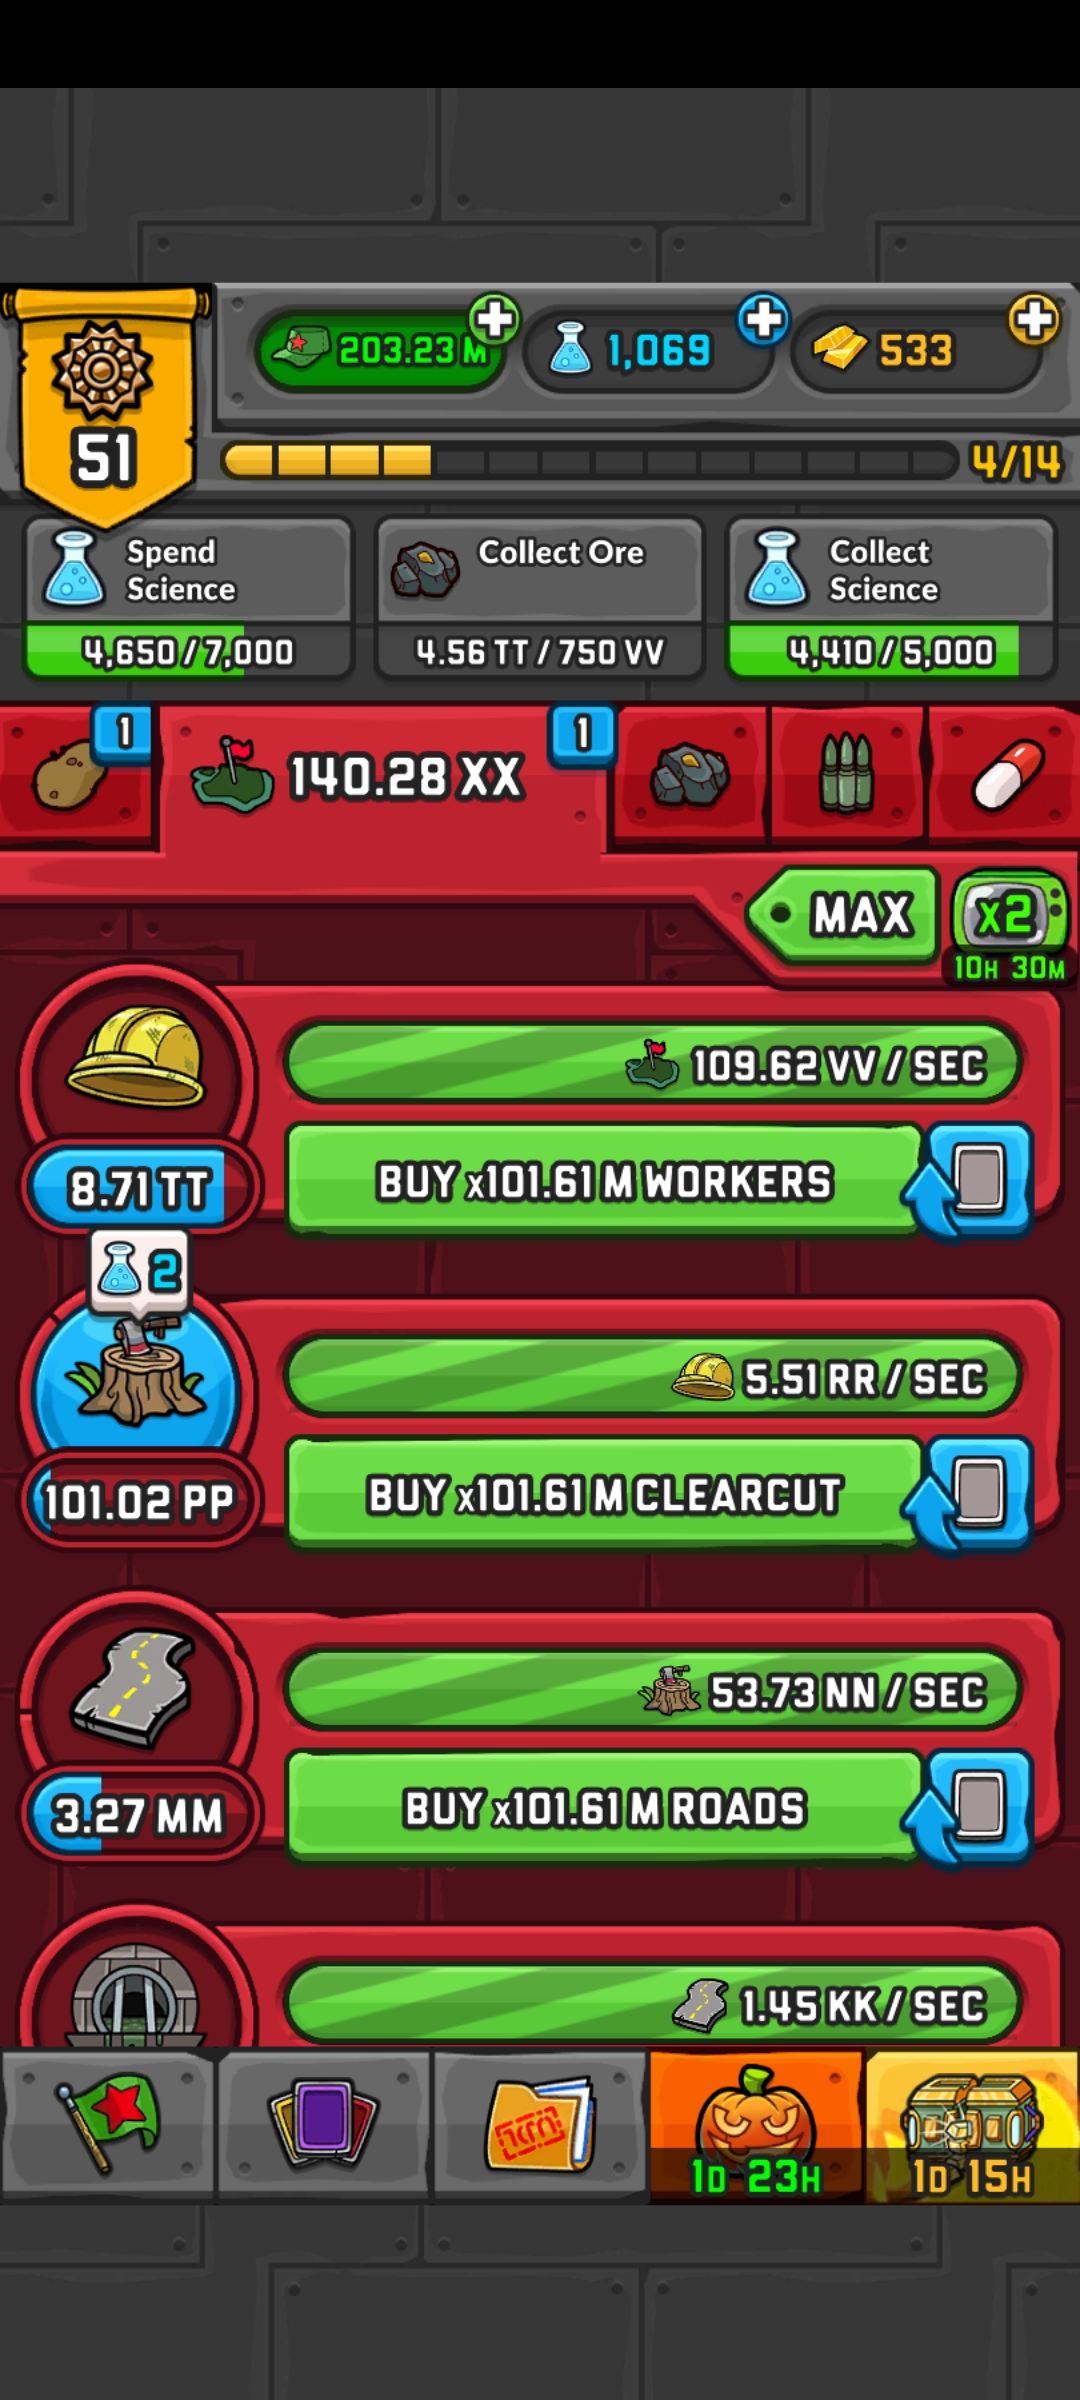 203.23 M
1,069
533
51
4/14
Spend
Science
Collect Ore
Collect
Science
4,650/7,000
4.56 TT/750 VV
4,410/5,000
1
140.28 XX
1
MAX
x2
10H 30M
109.62 VV/SEC
8.71 TT
BUY x101.61 M WORKERS
2
5.51 RR/SEC
101.02 PP
BUY x101.61 M CLEARCUT
53.73 NN/SEC
3.27 MM
BUY x101.61 M ROADS
1.45 KK/SEC
1D 23H
1D 15H